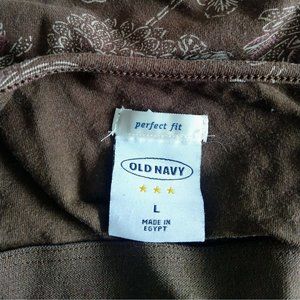 perfect fit
OLD NAVY
L
MADE IN
EGYPT